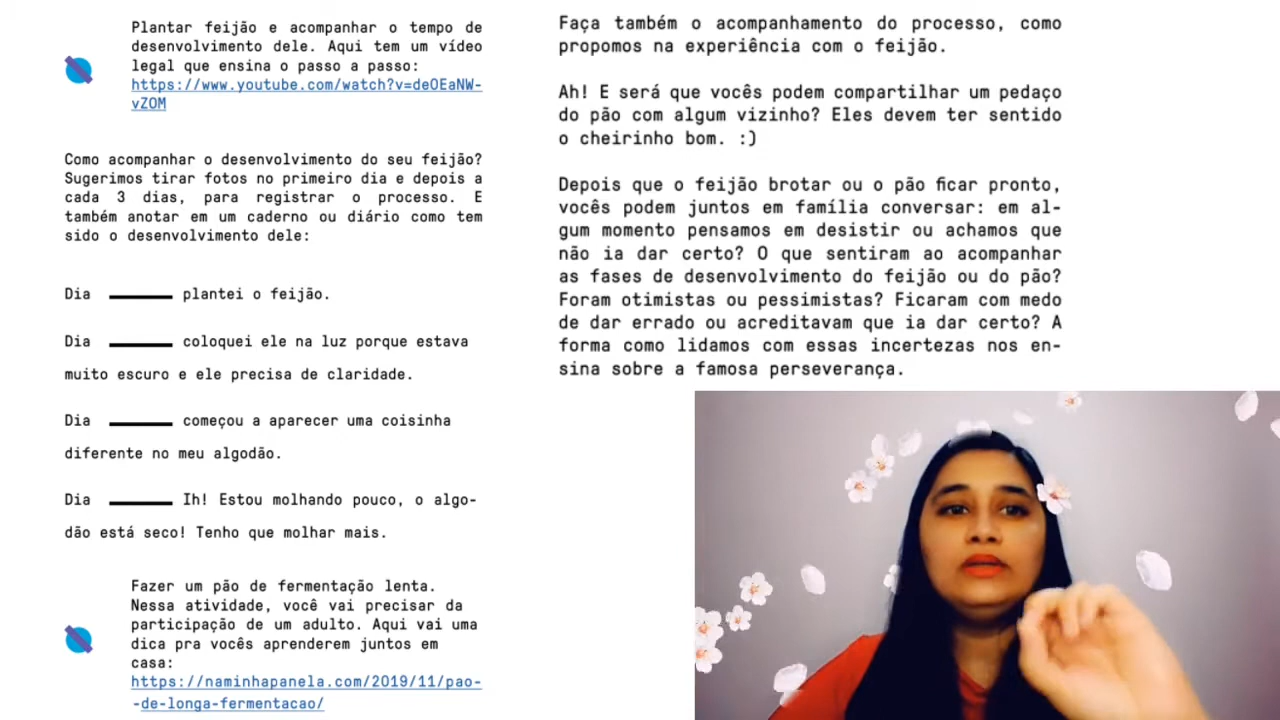 Plantar feijão e acompanhar o tempo de
desenvolvimento dele. Aqui tem um vídeo
legal que ensina o passo a passo:
https://www.youtube.com/watch?v=deOEaNW-
vZOM
Como acompanhar o desenvolvimento do seu feijão?
Sugerimos tirar fotos no primeiro dia e depois a
cada 3 dias, para registrar o processo. E
também anotar em um caderno ou diário como tem
sido o desenvolvimento dele:
Dia ______ plantei o feijão.
Dia ______ coloquei ele na luz porque estava
muito escuro e ele precisa de claridade.
Dia ______ começou a aparecer uma coisinha
diferente no meu algodão.
Dia ______ Ih! Estou molhando pouco, o algo-
dão está seco! Tenho que molhar mais.
Fazer um pão de fermentação lenta.
Nessa atividade, você vai precisar da
participação de um adulto. Aqui vai uma
dica pra vocês aprenderem juntos em
casa:
https://naminhapanela.com/2019/11/pao-
-de-longa-fermentacao/
Faça também o acompanhamento do processo, como
propomos na experiência com o feijão.
Ah! E será que vocês podem compartilhar um pedaço
do pão com algum vizinho? Eles devem ter sentido
o cheirinho bom. :)
Depois que o feijão brotar ou o pão ficar pronto,
vocês podem juntos em família conversar: em al-
gum momento pensamos em desistir ou achamos que
não ia dar certo? O que sentiram ao acompanhar
as fases de desenvolvimento do feijão ou do pão?
Foram otimistas ou pessimistas? Ficaram com medo
de dar errado ou acreditavam que ia dar certo? A
forma como lidamos com essas incertezas nos en-
sina sobre a famosa perseverança.